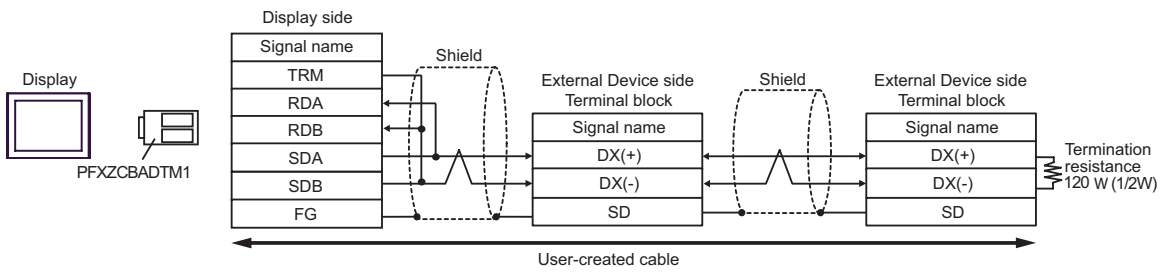 Display
PFXZCBADTM1
Display side
Signal name
TRM
RDA
RDB
SDA
SDB
FG
Shield
External Device side
Terminal block
Signal name
DX(+)
DX(-)
SD
Shield
External Device side
Terminal block
Signal name
DX(+)
DX(-)
SD
Termination
resistance
120 W (1/2W)
User-created cable